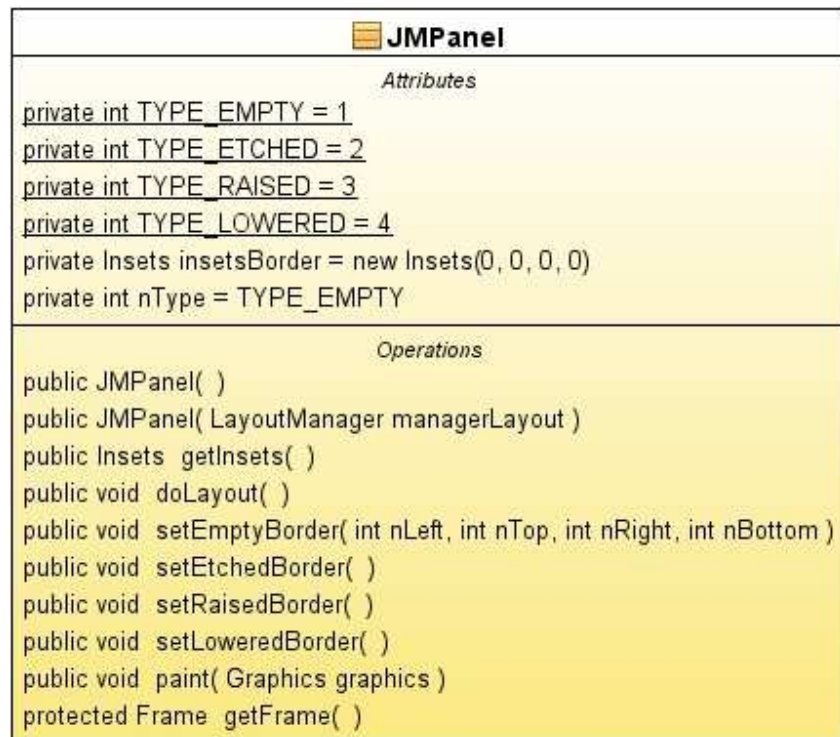 JMPanel
Attributes
private int TYPE_EMPTY = 1
private int TYPE_ETCHED = 2
private int TYPE_RAISED = 3
private int TYPE_LOWERED = 4
private Insets insetsBorder = new Insets(0, 0, 0, 0)
private int nType = TYPE_EMPTY
Operations
public JMPanel( )
public JMPanel( LayoutManager managerLayout )
public Insets getInsets( )
public void doLayout( )
public void setEmptyBorder( int nLeft, int nTop, int nRight, int nBottom )
public void setEtchedBorder( )
public void setRaisedBorder( )
public void setLoweredBorder( )
public void paint( Graphics graphics )
protected Frame getFrame( )